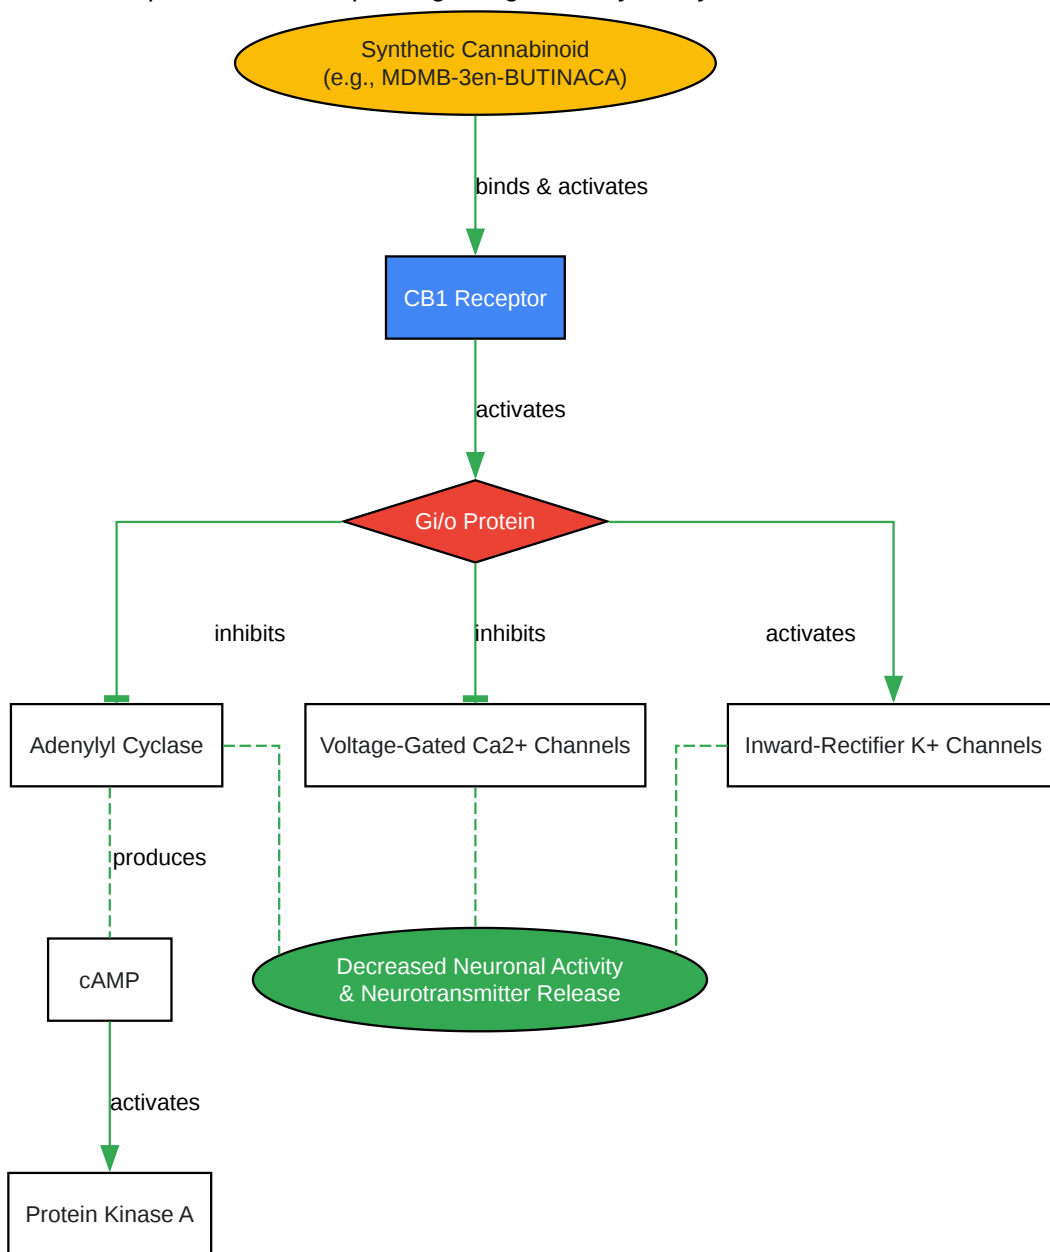 Synthetic Cannabinoid
(e.g., MDMB-3en-BUTINACA)
binds & activates
CB1 Receptor
activates
Gi/o Protein
inhibits
inhibits
activates
Adenylyl Cyclase
Voltage-Gated Ca2+ Channels
Inward-Rectifier K+ Channels
produces
cAMP
Decreased Neuronal Activity
& Neurotransmitter Release
activates
Protein Kinase A